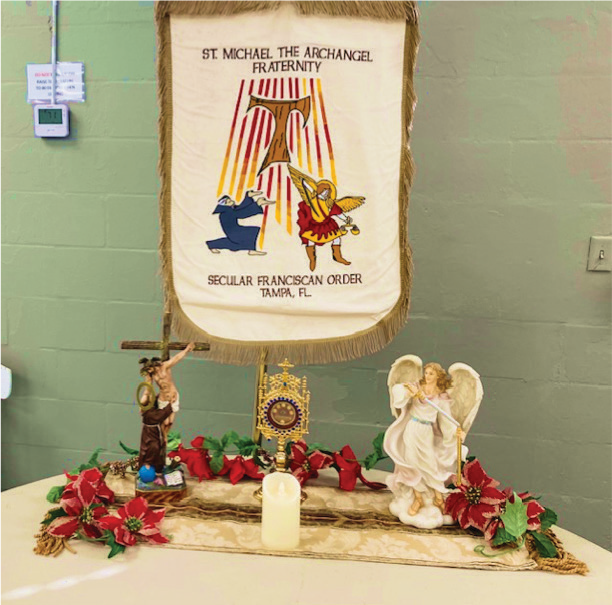 ST. MICHAEL THE ARCHANGEL
FRATERNITY
SECULAR FRANCISCAN ORDER
TAMPA, FL.